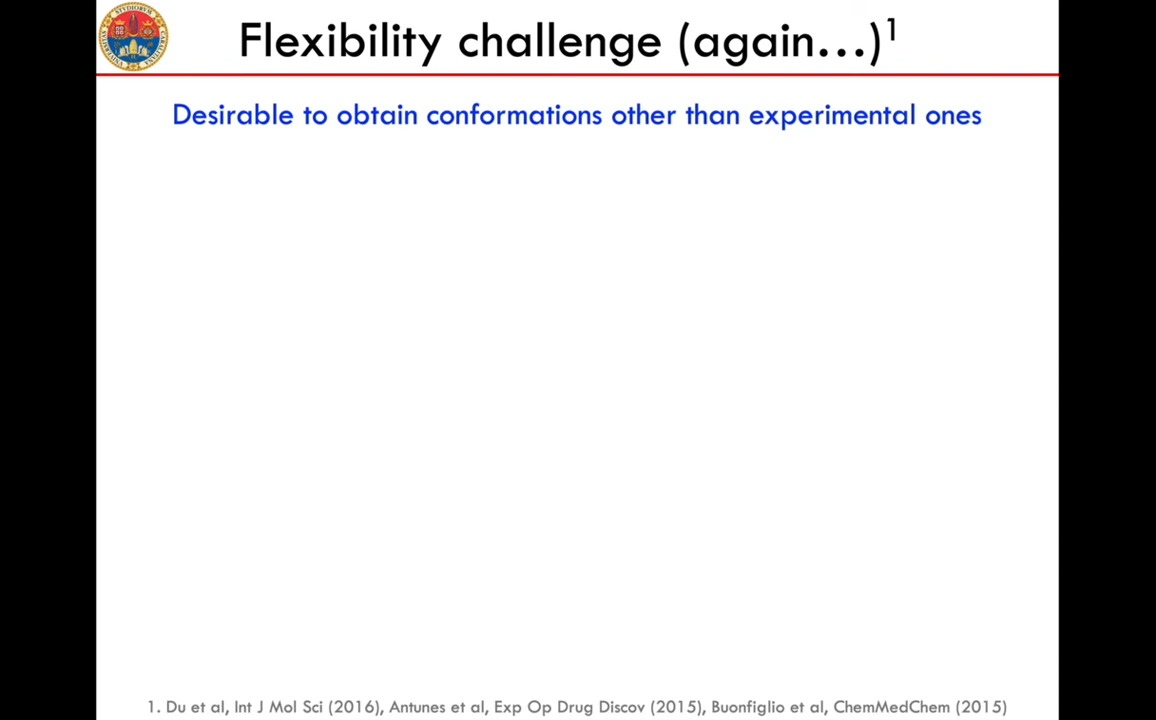 Flexibility challenge (again…)¹
Desirable to obtain conformations other than experimental ones
1. Du et al, Int J Mol Sci (2016), Antunes et al, Exp Op Drug Discov (2015), Buonfiglio et al, ChemMedChem (2015)